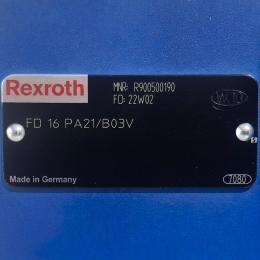 Rexroth
MNR: R900500190
FD: 22W02
FD 16 PA21/B03V
Made in Germany
7080